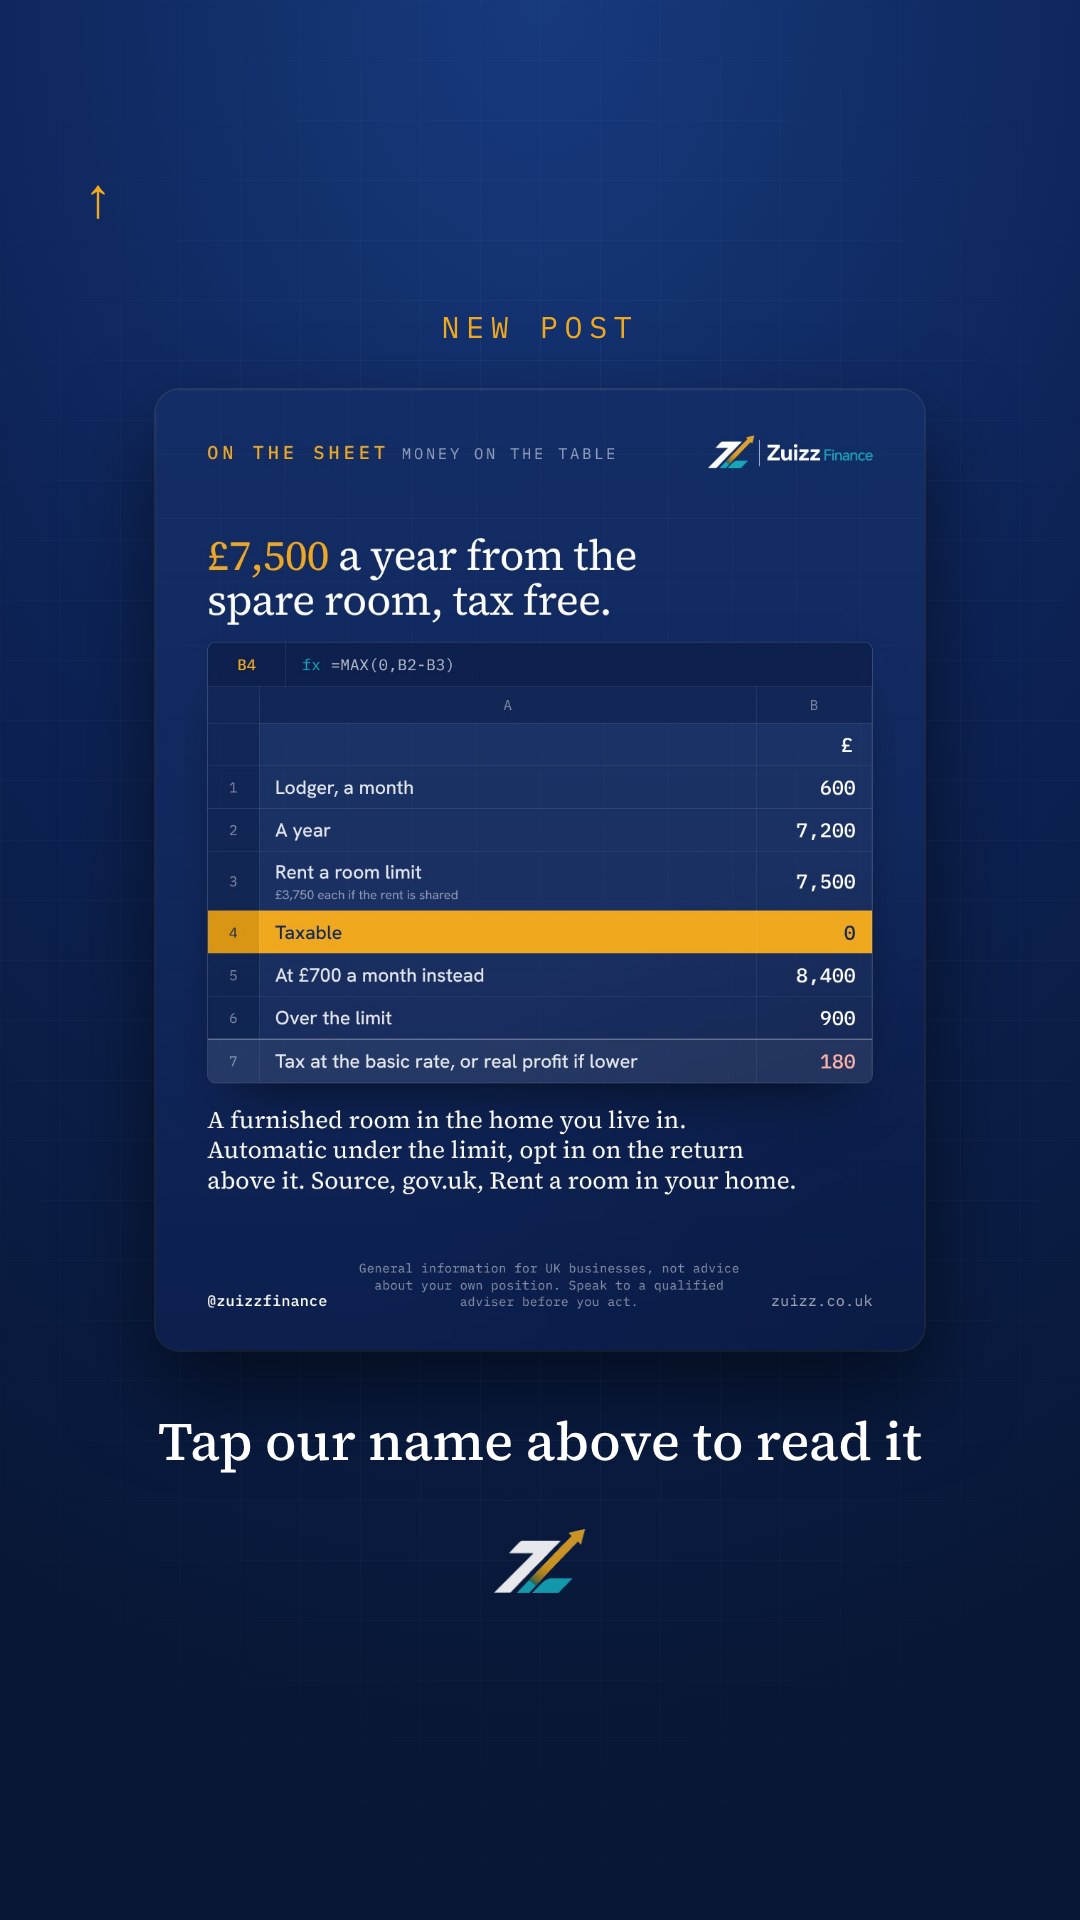 ↑
NEW POST
ON THE SHEET MONEY ON THE TABLE
Zuizz Finance
£7,500 a year from the
spare room, tax free.
B4 fx =MAX(0,B2-B3)
A B
£
1 Lodger, a month 600
2 A year 7,200
3 Rent a room limit 7,500
£3,750 each if the rent is shared
4 Taxable 0
5 At £700 a month instead 8,400
6 Over the limit 900
7 Tax at the basic rate, or real profit if lower 180
A furnished room in the home you live in.
Automatic under the limit, opt in on the return
above it. Source, gov.uk, Rent a room in your home.
General information for UK businesses, not advice
about your own position. Speak to a qualified
adviser before you act.
@zuizzfinance
zuizz.co.uk
Tap our name above to read it